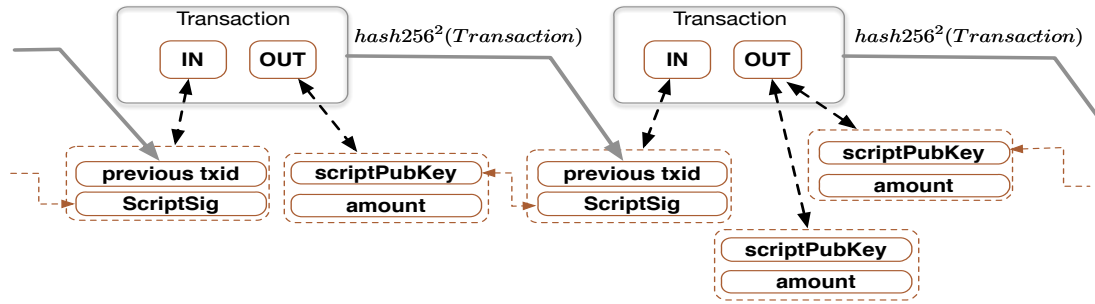 Transaction
IN OUT
hash256²(Transaction)
previous txid
ScriptSig
scriptPubKey
amount
Transaction
IN OUT
hash256²(Transaction)
previous txid
ScriptSig
scriptPubKey
amount
scriptPubKey
amount